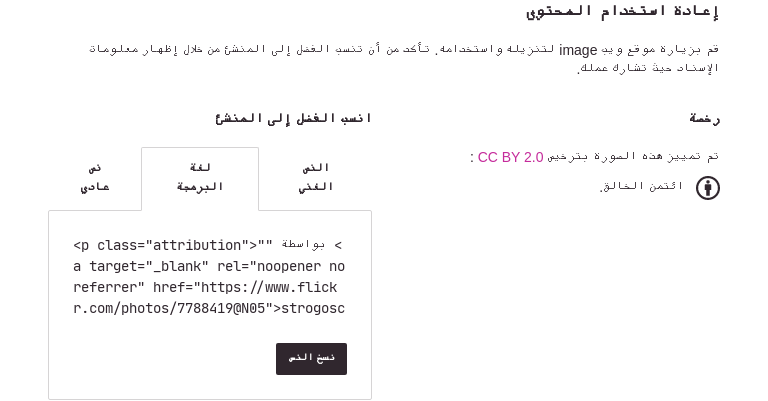 إعادة استخدام المحتوى
قم بزيارة موقع ويب image لتنزيله واستخدامه. تأكد من أن تنسب الفضل إلى المنشئ من خلال إظهار معلومات
الإسناد حيث تشارك عملك.
رخصة
تم تمييز هذه الصورة بترخيص CC BY 2.0 :
ائتمن الخالق.
انسب الفضل إلى المنشئ
النص الغني
لغة البرمجة
نص عادي
<p class="attribution">"" بواسطة <
a target="_blank" rel="noopener no
referrer" href="https://www.flick
r.com/photos/7788419@N05">strogosc
نسخ النص